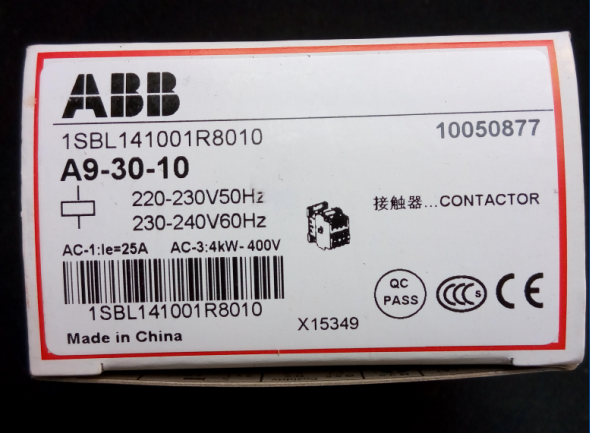 ABB
1SBL141001R8010
10050877
A9-30-10
220-230V50Hz
230-240V60Hz
接触器...CONTACTOR
AC-1:Ie=25A AC-3:4kW-400V
1SBL141001R8010
QC
PASS
CCC S
CE
X15349
Made in China